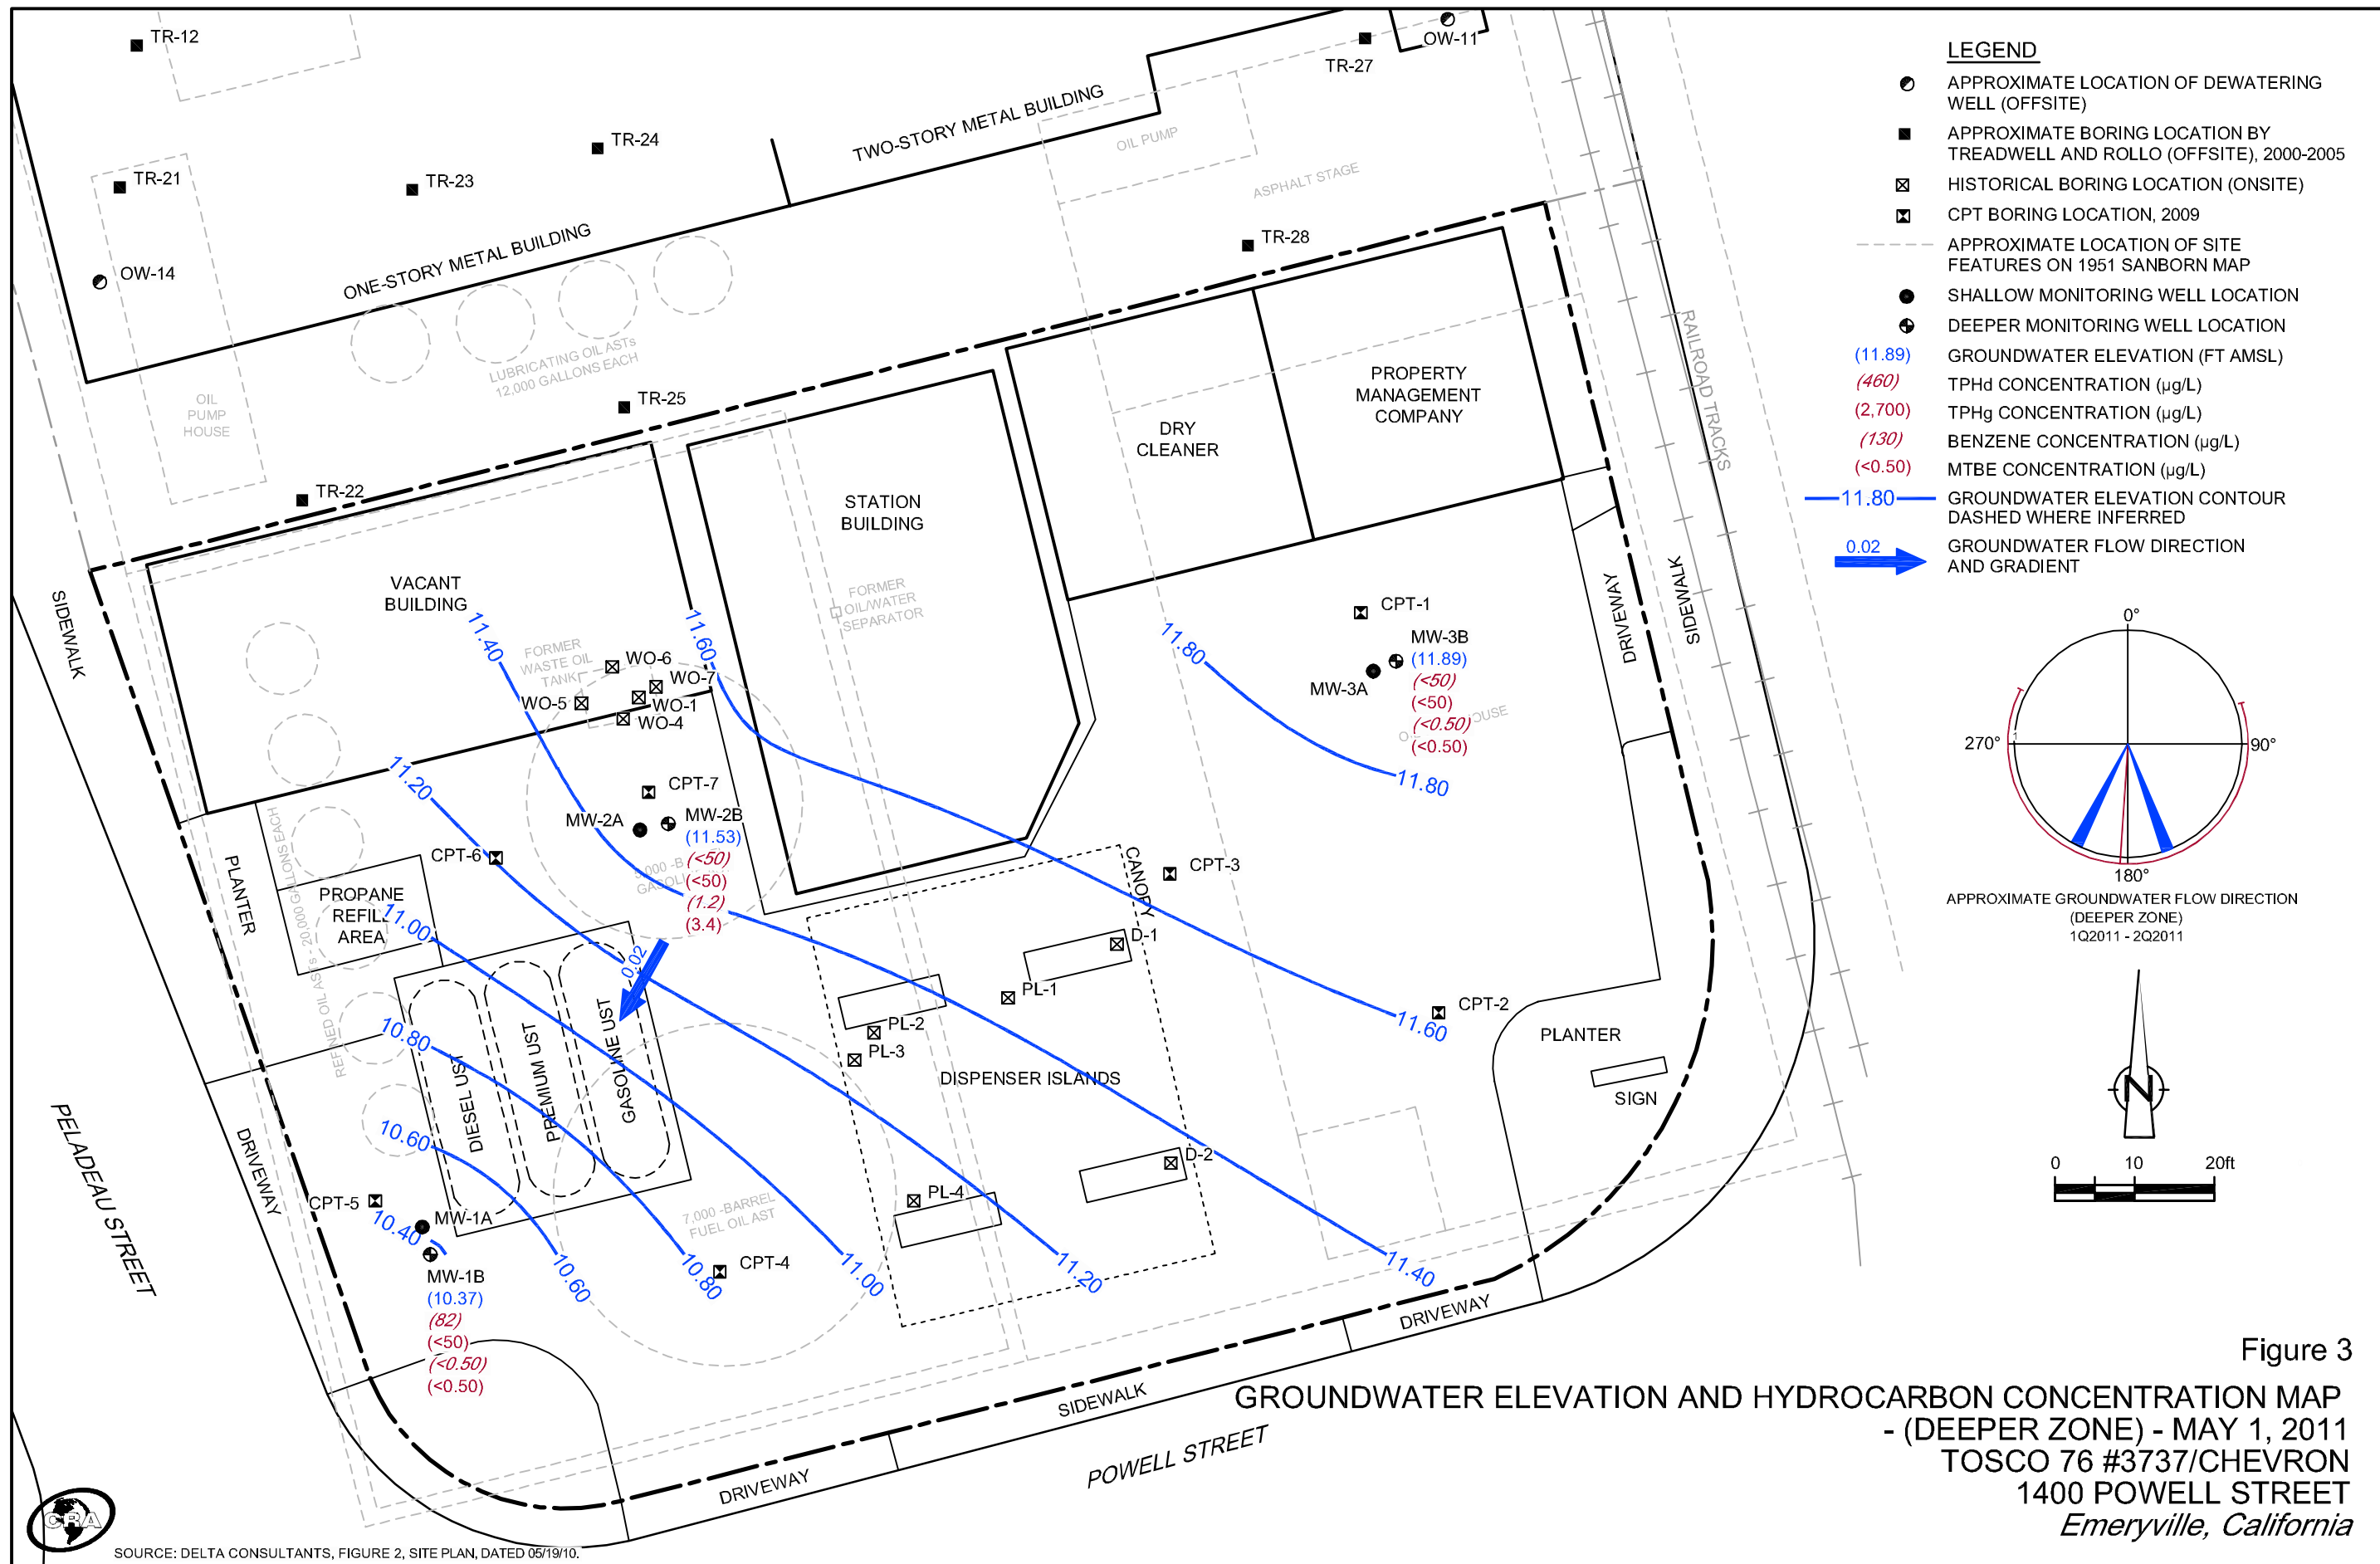 TR-12
TR-27
OW-11
TR-24
TR-21
TR-23
TWO-STORY METAL BUILDING
OIL PUMP
ASPHALT STAGE
ONE-STORY METAL BUILDING
TR-28
OW-14
LUBRICATING OIL ASTs
12,000 GALLONS EACH
OIL
PUMP
HOUSE
TR-25
TR-22
RAILROAD TRACKS
PROPERTY
MANAGEMENT
COMPANY
DRY
CLEANER
STATION
BUILDING
VACANT
BUILDING
FORMER
OIL/WATER
SEPARATOR
SIDEWALK
DRIVEWAY
SIDEWALK
11.40
11.60
11.80
CPT-1
MW-3B
(11.89)
(<50)
(<50)
(<0.50)
(<0.50)
MW-3A
11.80
FORMER
WASTE OIL
TANK
WO-6
WO-7
WO-5
WO-1
WO-4
11.20
CPT-7
MW-2A
MW-2B
(11.53)
(<50)
(<50)
(1.2)
(3.4)
CPT-6
PLANTER
REFINED OIL ASTs - 20,000 GALLONS EACH
PROPANE
REFILL
AREA
11.00
CANOPY
CPT-3
D-1
PL-1
PL-2
PL-3
CPT-2
11.60
PLANTER
SIGN
0.02
10.80
DIESEL UST
PREMIUM UST
GASOLINE UST
DISPENSER ISLANDS
10.60
D-2
PL-4
PELADEAU STREET
DRIVEWAY
CPT-5
10.40
MW-1A
MW-1B
(10.37)
(82)
(<50)
(<0.50)
(<0.50)
7,000 -BARREL
FUEL OIL AST
CPT-4
10.60
10.80
11.00
11.20
11.40
DRIVEWAY
SIDEWALK
DRIVEWAY
POWELL STREET
LEGEND
APPROXIMATE LOCATION OF DEWATERING
WELL (OFFSITE)
APPROXIMATE BORING LOCATION BY
TREADWELL AND ROLLO (OFFSITE), 2000-2005
HISTORICAL BORING LOCATION (ONSITE)
CPT BORING LOCATION, 2009
APPROXIMATE LOCATION OF SITE
FEATURES ON 1951 SANBORN MAP
SHALLOW MONITORING WELL LOCATION
DEEPER MONITORING WELL LOCATION
(11.89) GROUNDWATER ELEVATION (FT AMSL)
(460) TPHd CONCENTRATION (µg/L)
(2,700) TPHg CONCENTRATION (µg/L)
(130) BENZENE CONCENTRATION (µg/L)
(<0.50) MTBE CONCENTRATION (µg/L)
11.80 GROUNDWATER ELEVATION CONTOUR
DASHED WHERE INFERRED
0.02 GROUNDWATER FLOW DIRECTION
AND GRADIENT
0°
270° 1 90°
180°
APPROXIMATE GROUNDWATER FLOW DIRECTION
(DEEPER ZONE)
1Q2011 - 2Q2011
N
0 10 20ft
Figure 3
GROUNDWATER ELEVATION AND HYDROCARBON CONCENTRATION MAP
- (DEEPER ZONE) - MAY 1, 2011
TOSCO 76 #3737/CHEVRON
1400 POWELL STREET
Emeryville, California
CRA
SOURCE: DELTA CONSULTANTS, FIGURE 2, SITE PLAN, DATED 05/19/10.